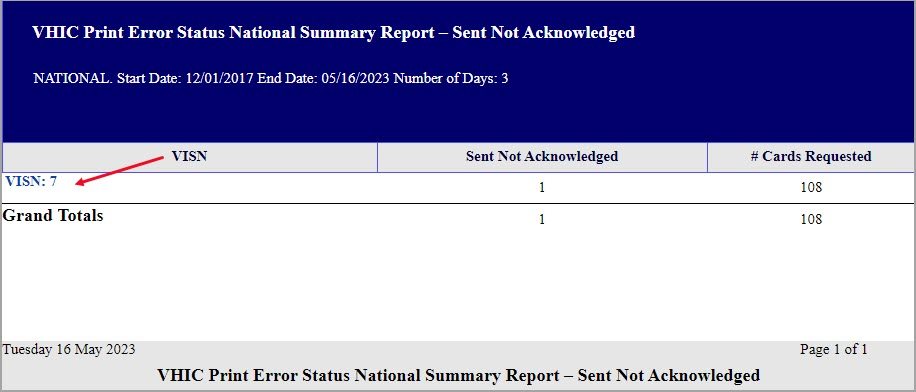 VHIC Print Error Status National Summary Report – Sent Not Acknowledged
NATIONAL. Start Date: 12/01/2017 End Date: 05/16/2023 Number of Days: 3
VISN Sent Not Acknowledged # Cards Requested
VISN: 7 1 108
Grand Totals 1 108
Tuesday 16 May 2023 Page 1 of 1
VHIC Print Error Status National Summary Report – Sent Not Acknowledged